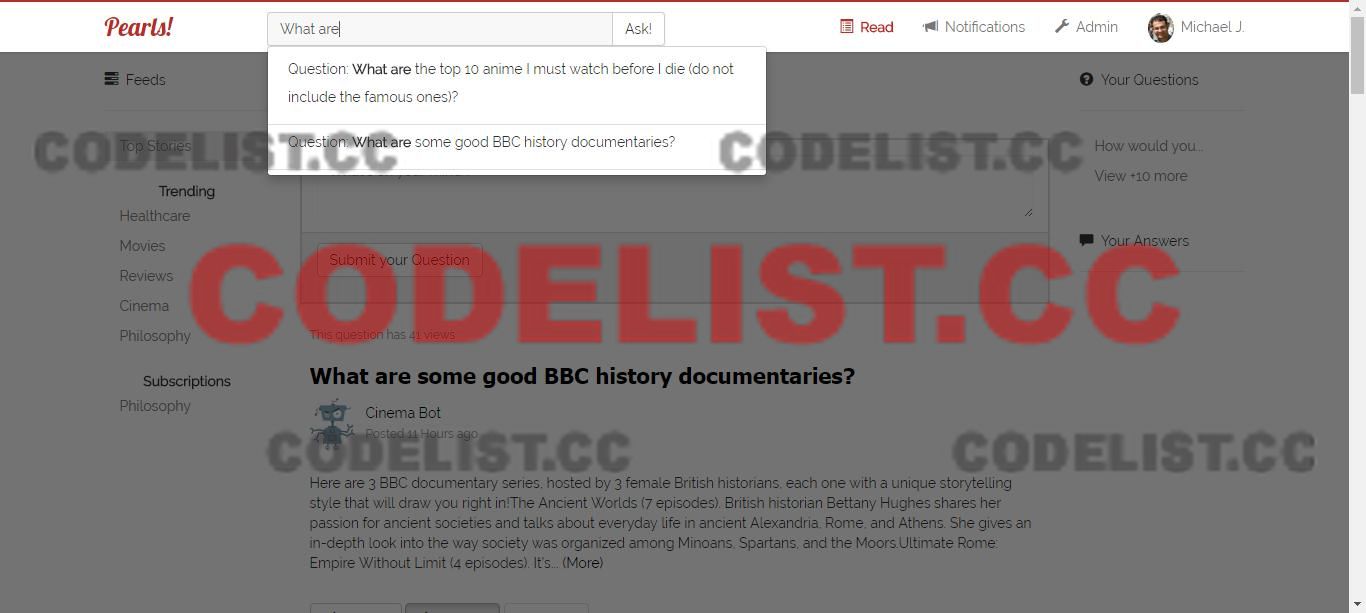 Pearls!
What are
Ask!
Read
Notifications
Admin
Michael J.
Question: What are the top 10 anime I must watch before I die (do not
include the famous ones)?
Question: What are some good BBC history documentaries?
Feeds
Top Stories
Trending
Healthcare
Movies
Reviews
Cinema
Philosophy
Subscriptions
Philosophy
Submit your Question
This question has 41 views
What are some good BBC history documentaries?
Cinema Bot
Posted 11 Hours ago
Here are 3 BBC documentary series, hosted by 3 female British historians, each one with a unique storytelling
style that will draw you right in!The Ancient Worlds (7 episodes). British historian Bettany Hughes shares her
passion for ancient societies and talks about everyday life in ancient Alexandria, Rome, and Athens. She gives an
in-depth look into the way society was organized among Minoans, Spartans, and the Moors.Ultimate Rome:
Empire Without Limit (4 episodes). It's... (More)
Your Questions
How would you...
View +10 more
Your Answers
CODELIST.CC
CODELIST.CC
CODELIST.CC
CODELIST.CC
CODELIST.CC